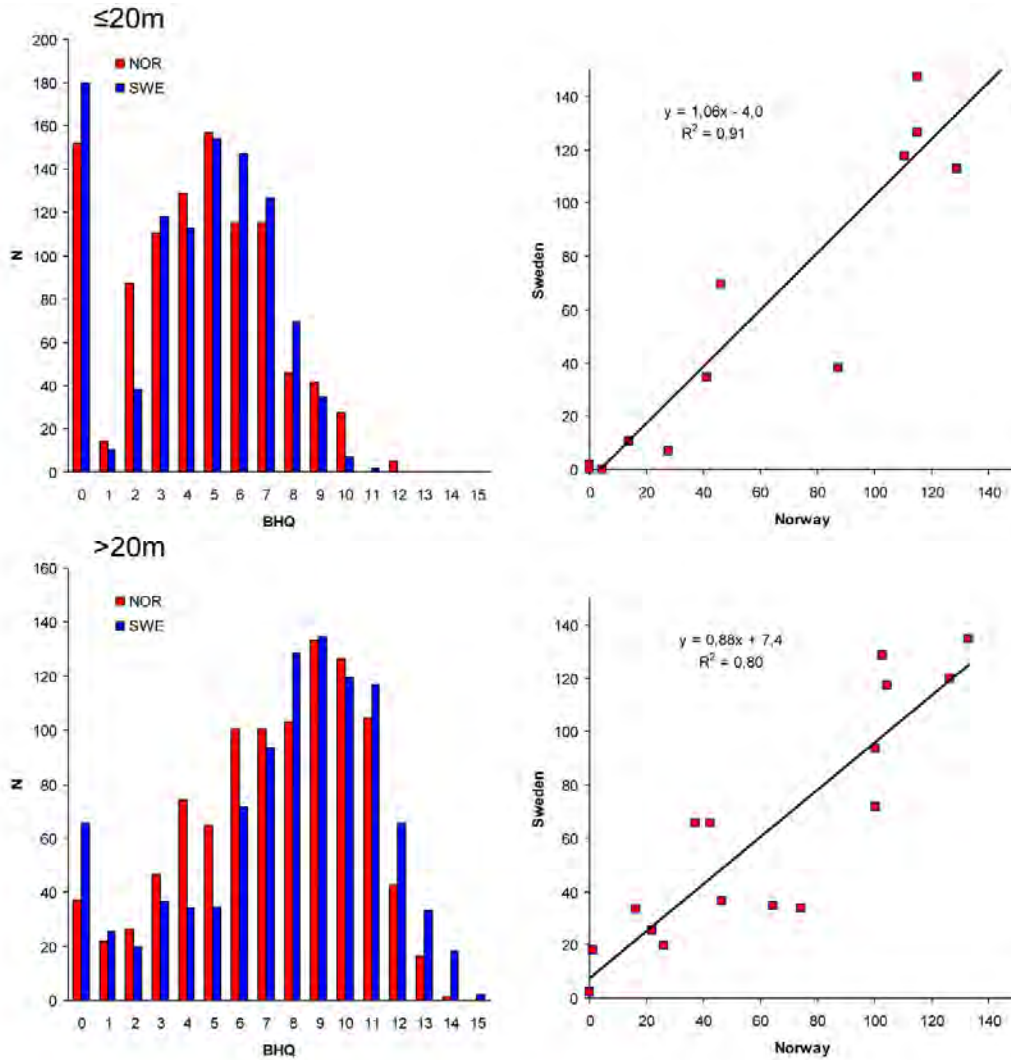 ≤20m
200
180
160
140
120
100
80
60
40
20
0
N
NOR
SWE
0 1 2 3 4 5 6 7 8 9 10 11 12 13 14 15
BHQ
140
120
100
80
60
40
20
0
Sweden
y = 1,06x - 4,0
R² = 0,91
0 20 40 60 80 100 120 140
Norway
>20m
160
140
120
100
80
60
40
20
0
N
NOR
SWE
0 1 2 3 4 5 6 7 8 9 10 11 12 13 14 15
BHQ
140
120
100
80
60
40
20
0
Sweden
y = 0,88x + 7,4
R² = 0,80
0 20 40 60 80 100 120 140
Norway